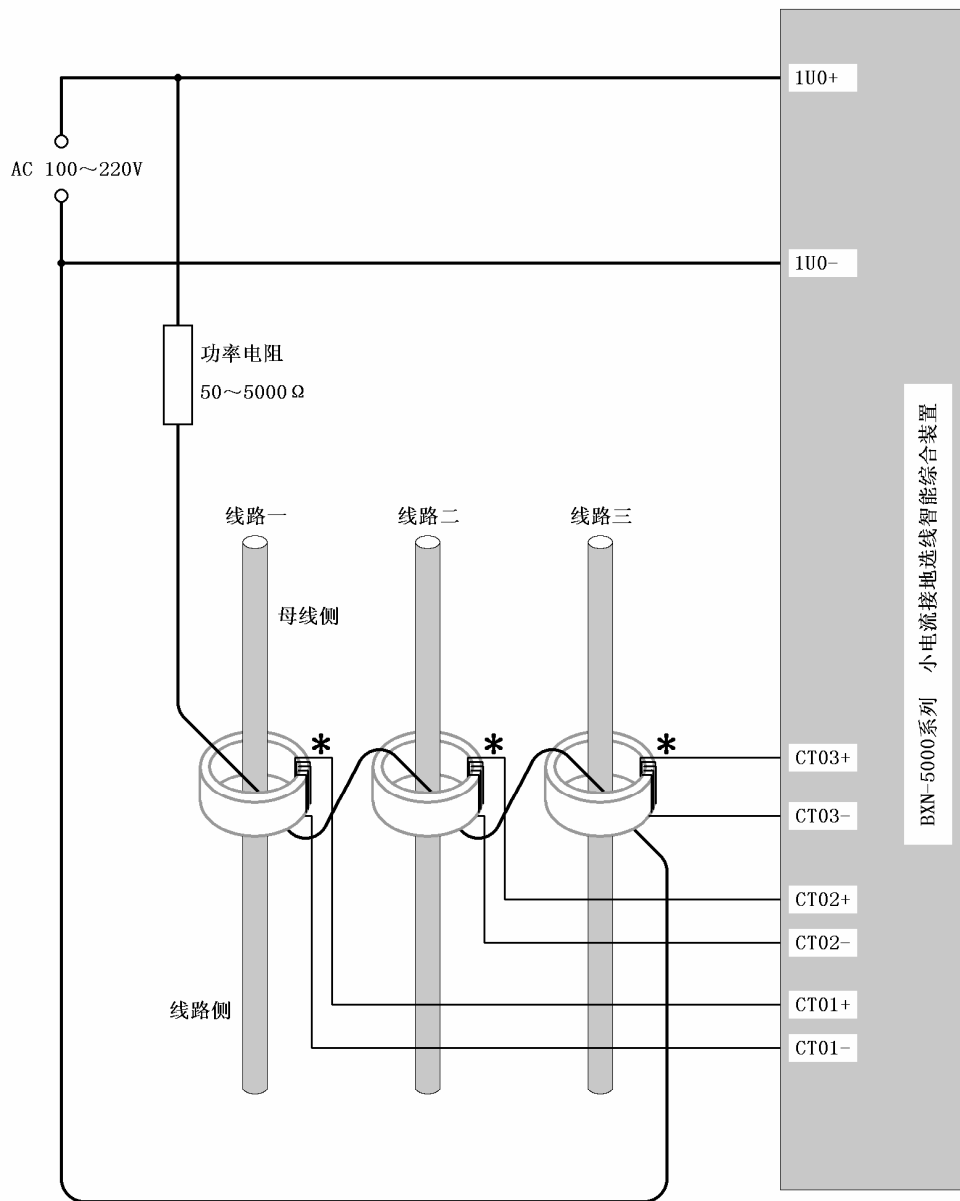 1U0+
AC 100～220V
1U0-
功率电阻
50～5000Ω
线路一
线路二
线路三
母线侧
*
*
*
CT03+
CT03-
CT02+
CT02-
线路侧
CT01+
CT01-
BXN-5000系列 小电流接地选线智能综合装置